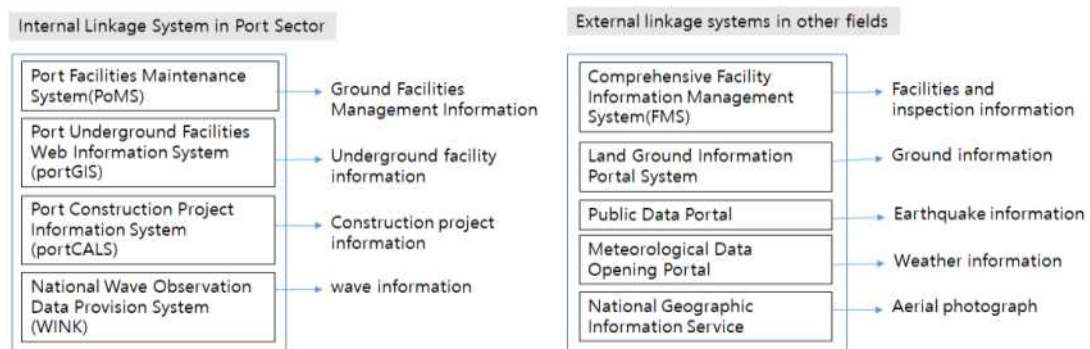 Internal Linkage System in Port Sector
Port Facilities Maintenance
System(PoMS)
Ground Facilities
Management Information
Port Underground Facilities
Web Information System
(portGIS)
Underground facility
information
Port Construction Project
Information System
(portCALS)
Construction project
information
National Wave Observation
Data Provision System
(WINK)
wave information
External linkage systems in other fields
Comprehensive Facility
Information Management
System(FMS)
Facilities and
inspection information
Land Ground Information
Portal System
Ground information
Public Data Portal
Earthquake information
Meteorological Data
Opening Portal
Weather information
National Geographic
Information Service
Aerial photograph